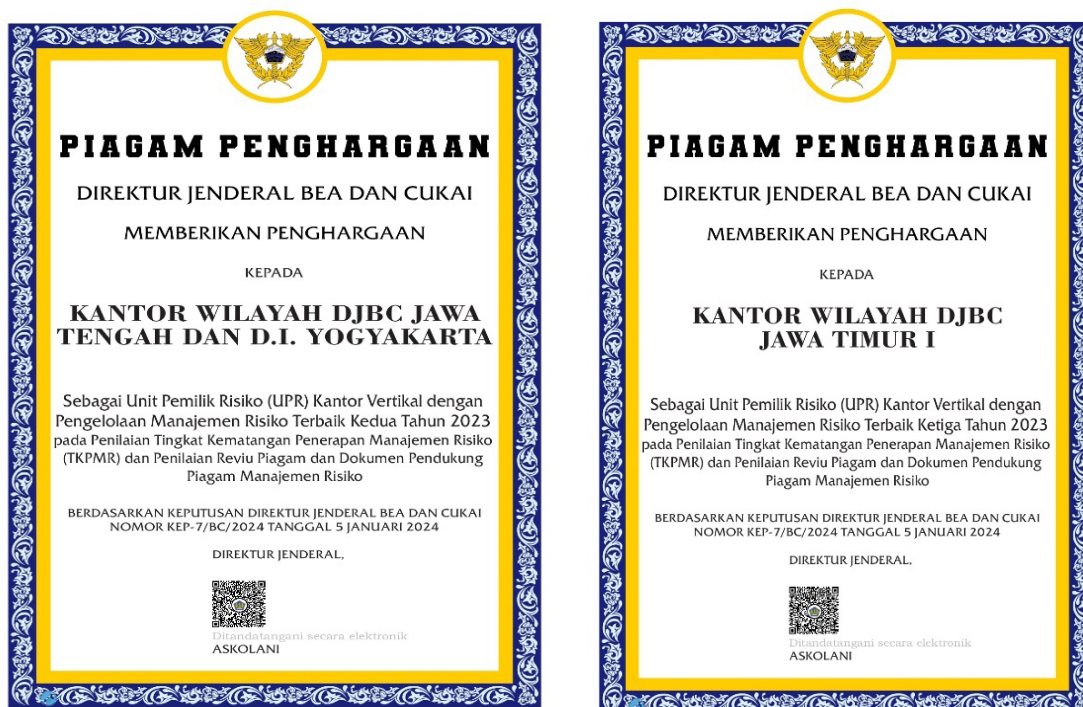 PIAGAM PENGHARGAAN
DIREKTUR JENDERAL BEA DAN CUKAI
MEMBERIKAN PENGHARGAAN
KEPADA
KANTOR WILAYAH DJBC JAWA
TENGAH DAN D.I. YOGYAKARTA
Sebagai Unit Pemilik Risiko (UPR) Kantor Vertikal dengan
Pengelolaan Manajemen Risiko Terbaik Kedua Tahun 2023
pada Penilaian Tingkat Kematangan Penerapan Manajemen Risiko
(TKPMR) dan Penilaian Reviu Piagam dan Dokumen Pendukung
Piagam Manajemen Risiko
BERDASARKAN KEPUTUSAN DIREKTUR JENDERAL BEA DAN CUKAI
NOMOR KEP-7/BC/2024 TANGGAL 5 JANUARI 2024
DIREKTUR JENDERAL,
Ditandatangani secara elektronik
ASKOLANI
PIAGAM PENGHARGAAN
DIREKTUR JENDERAL BEA DAN CUKAI
MEMBERIKAN PENGHARGAAN
KEPADA
KANTOR WILAYAH DJBC
JAWA TIMUR I
Sebagai Unit Pemilik Risiko (UPR) Kantor Vertikal dengan
Pengelolaan Manajemen Risiko Terbaik Ketiga Tahun 2023
pada Penilaian Tingkat Kematangan Penerapan Manajemen Risiko
(TKPMR) dan Penilaian Reviu Piagam dan Dokumen Pendukung
Piagam Manajemen Risiko
BERDASARKAN KEPUTUSAN DIREKTUR JENDERAL BEA DAN CUKAI
NOMOR KEP-7/BC/2024 TANGGAL 5 JANUARI 2024
DIREKTUR JENDERAL,
Ditandatangani secara elektronik
ASKOLANI